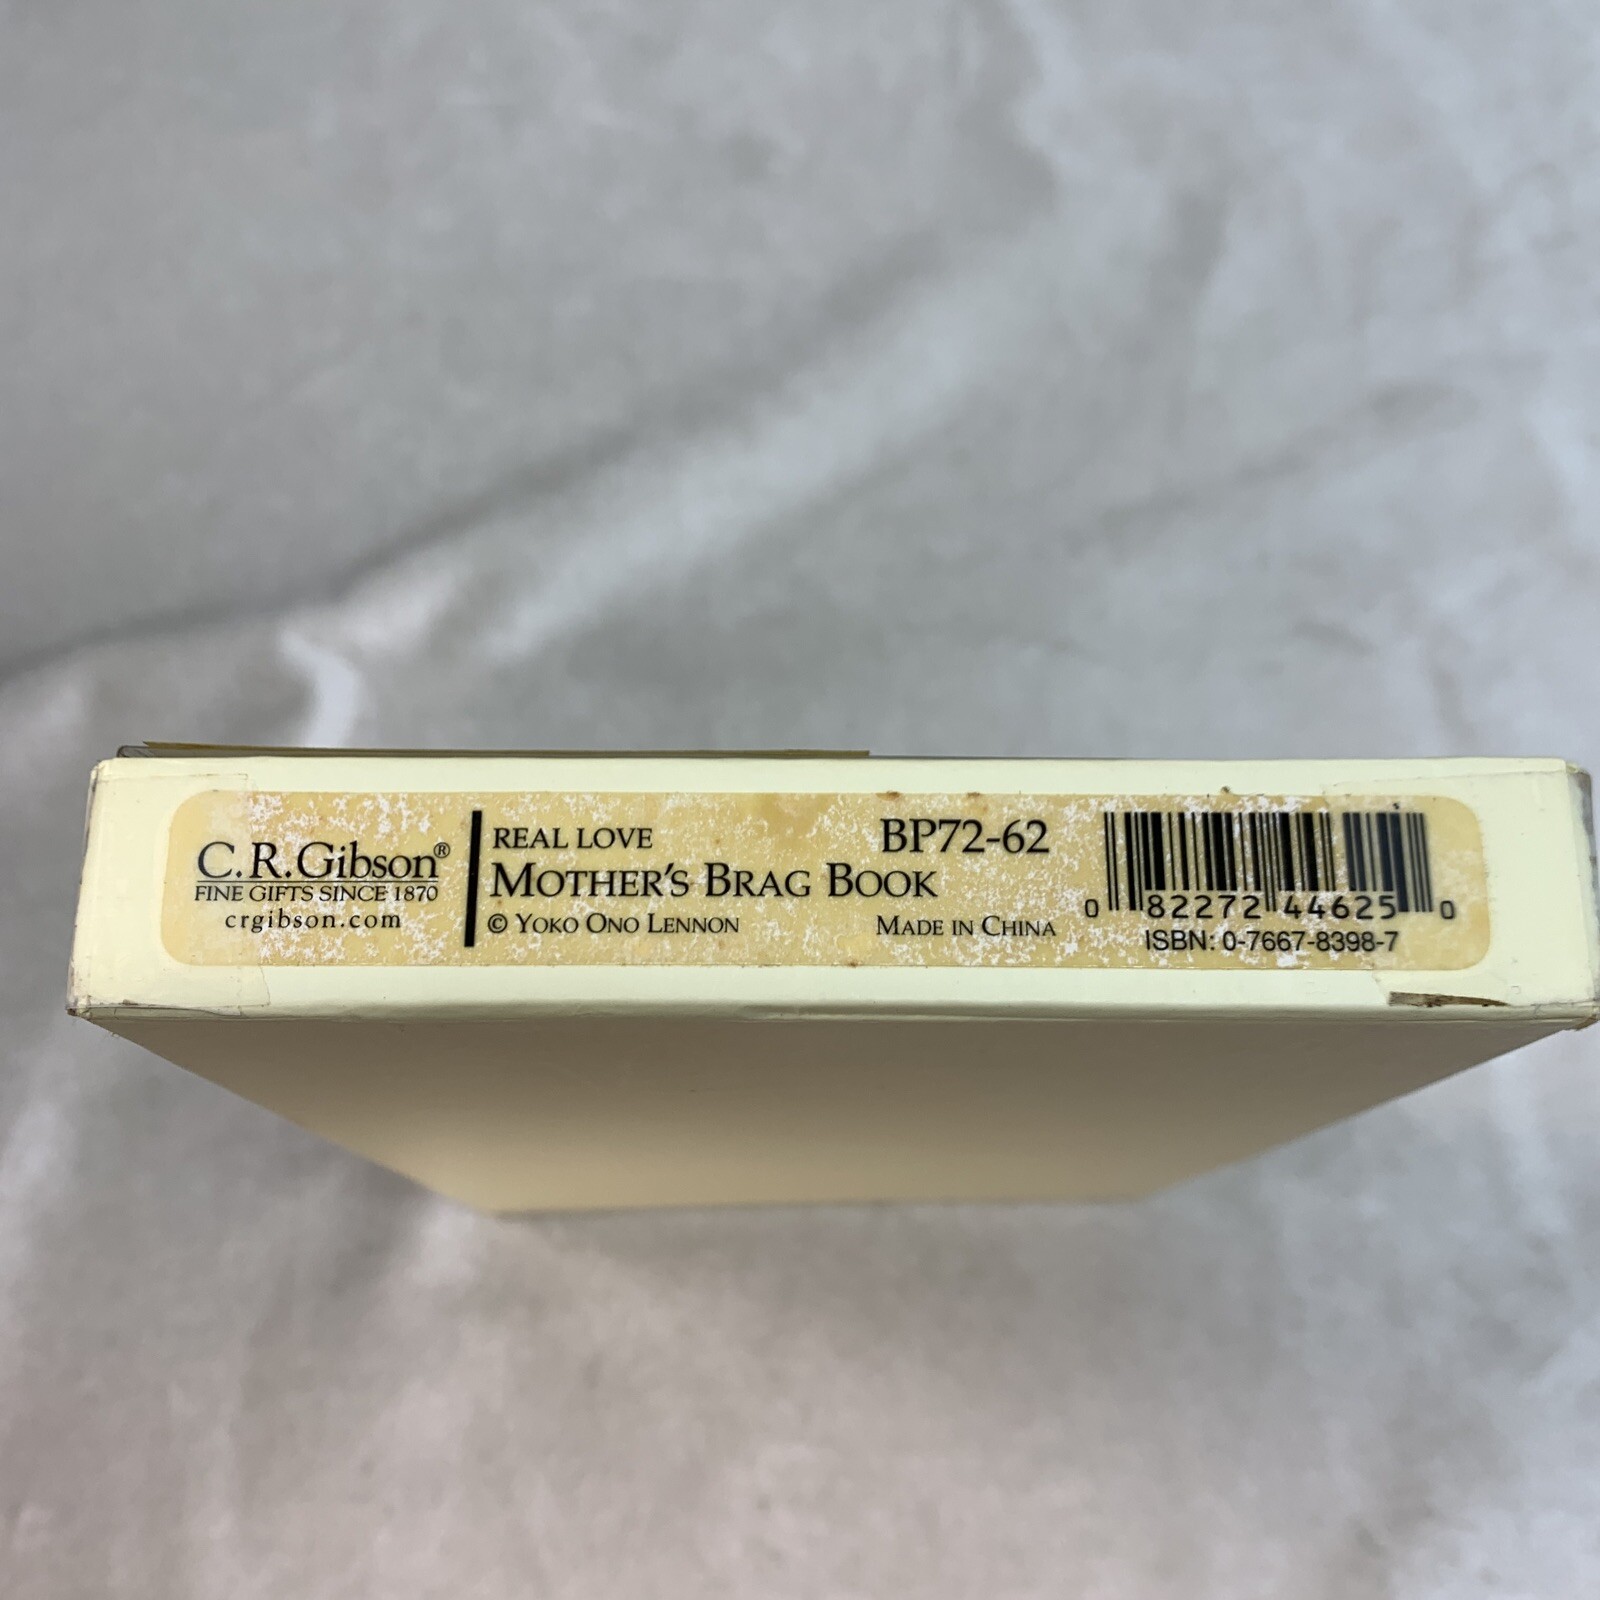 C.R.Gibson®
FINE GIFTS SINCE 1870
crgibson.com
REAL LOVE
MOTHER'S BRAG BOOK
© YOKO ONO LENNON
BP72-62
MADE IN CHINA
0 82272 44625 0
ISBN: 0-7667-8398-7